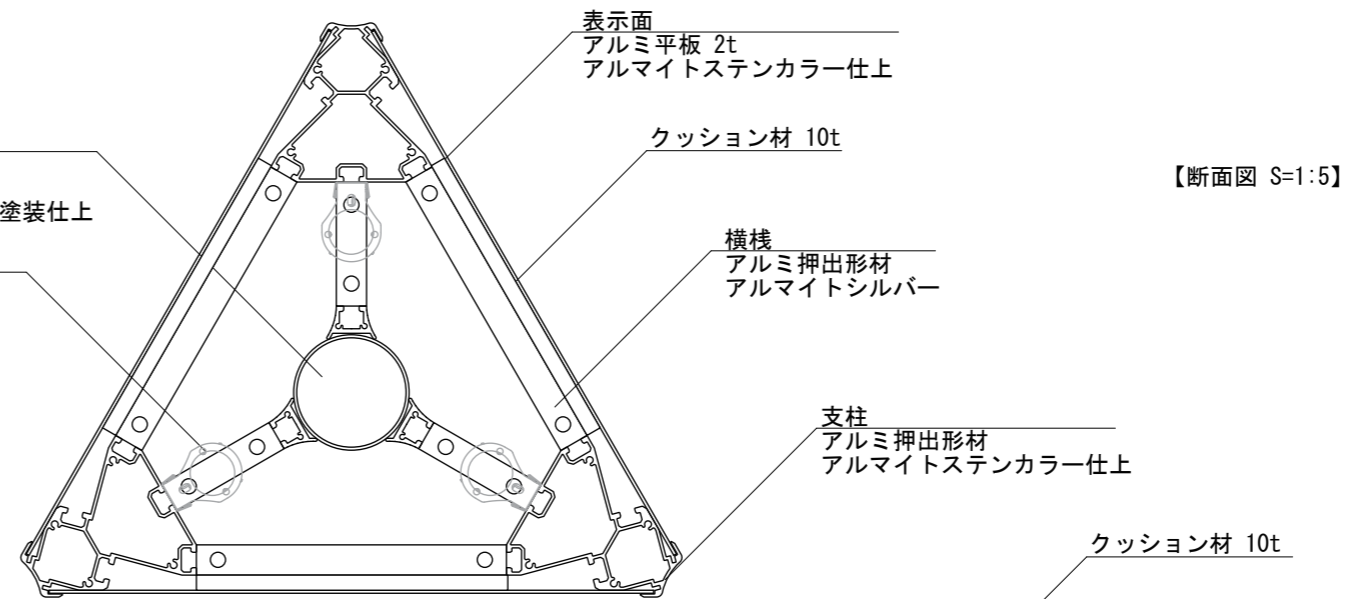 表示面
アルミ平板 2t
アルマイトステンカラー仕上
クッション材 10t
【断面図 S=1:5】
塗装仕上
横桟
アルミ押出形材
アルマイトシルバー
支柱
アルミ押出形材
アルマイトステンカラー仕上
クッション材 10t